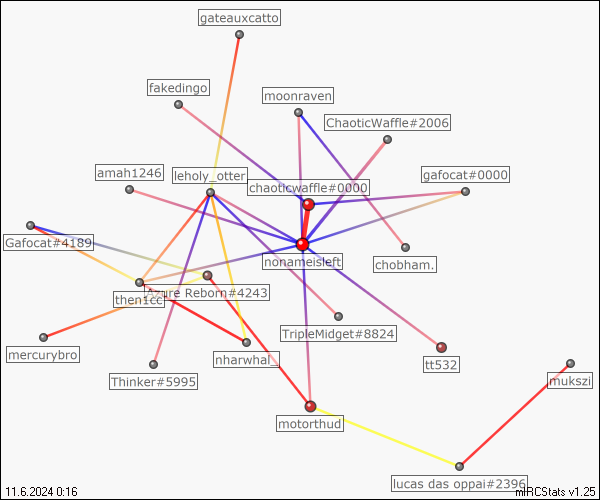 gateauxcatto
fakedingo
moonraven
ChaoticWaffle#2006
amah1246
leholy_otter
gafocat#0000
chaoticwaffle#0000
Gafocat#4189
nonameisleft
chobham.
then1cc
Azure Reborn#4243
TripleMidget#8824
mercurybro
nharwhal_
tt532
Thinker#5995
mukszi
motorthud
lucas das oppai#2396
11.6.2024 0:16
mIRCStats v1.25